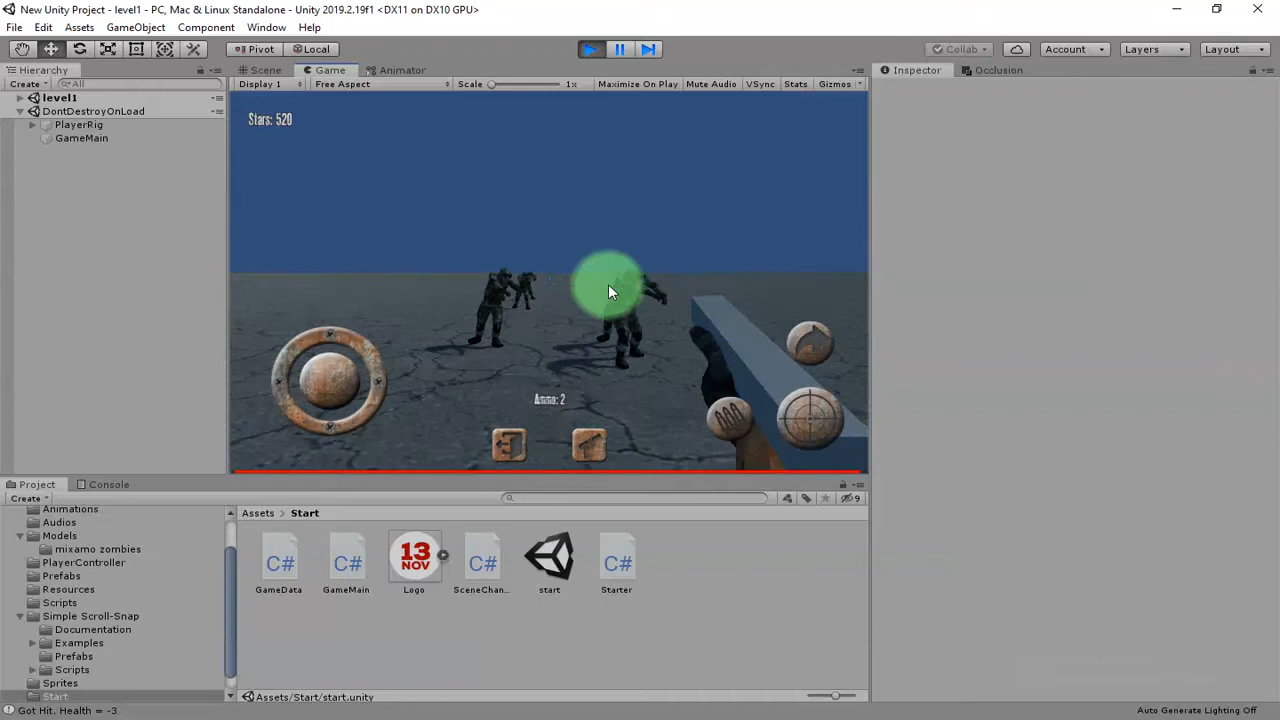 New Unity Project - level1 - PC, Mac & Linux Standalone - Unity 2019.2.19f1 <DX11 on DX10 GPU>
File Edit Assets GameObject Component Window Help
Pivot Local Collab Account Layers Layout
Hierarchy Scene Game Animator Inspector Occlusion
Create All Display 1 Free Aspect Scale 1x Maximize On Play Mute Audio VSync Stats Gizmos
level1
DontDestroyOnLoad
PlayerRig
GameMain
Stars: 520
Ammo: 2
Project Console
Create 9
Animations
Audios
Models
mixamo zombies
PlayerController
Prefabs
Resources
Scripts
Simple Scroll-Snap
Documentation
Examples
Prefabs
Scripts
Sprites
Start
Assets Start
C# C# 13 NOV C# C#
GameData GameMain Logo SceneChan... start Starter
Assets/Start/start.unity
Got Hit. Health = -3
Auto Generate Lighting Off